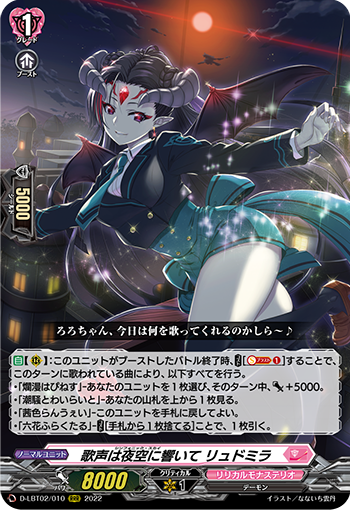 1
グレード
ブースト
5000
シールド
ろろちゃん、今日は何を歌ってくれるのかしら～♪
自【R】：このユニットがブーストしたバトル終了時、【ソウルブラスト1】することで、
このターンに歌われている曲により、以下すべてを行う。
・「爛漫はぴねす」-あなたのユニットを1枚選び、そのターン中、+5000。
・「潮騒とわいらいと」-あなたの山札を上から1枚見る。
・「茜色らんうぇい」-このユニットを手札に戻してよい。
・「六花ふらくたる」-【手札から1枚捨てる】ことで、1枚引く。
ノーマルユニット
歌声は夜空に響いて リュドミラ
リリカルモナステリオ
パワー
8000
クリティカル
1
デーモン
D-LBT02/010 RRR 2022
イラスト/なないち雲丹